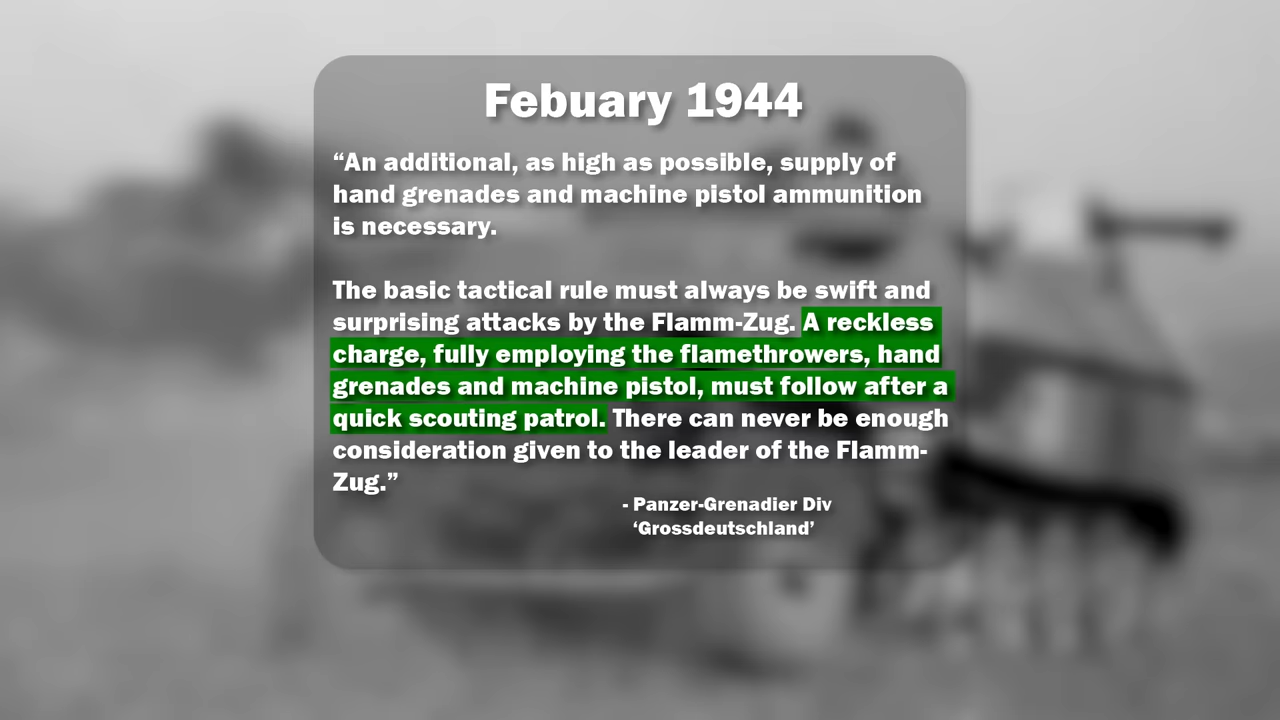 Febuary 1944
“An additional, as high as possible, supply of
hand grenades and machine pistol ammunition
is necessary.
The basic tactical rule must always be swift and
surprising attacks by the Flamm-Zug. A reckless
charge, fully employing the flamethrowers, hand
grenades and machine pistol, must follow after a
quick scouting patrol. There can never be enough
consideration given to the leader of the Flamm-
Zug.”
- Panzer-Grenadier Div
‘Grossdeutschland’